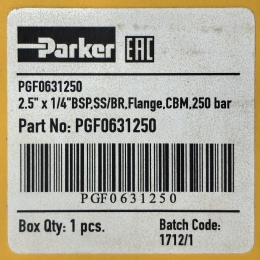 Parker EAC
PGF0631250
2.5" x 1/4"BSP,SS/BR,Flange,CBM,250 bar
Part No: PGF0631250
PGF0631250
Box Qty: 1 pcs. Batch Code:
1712/1